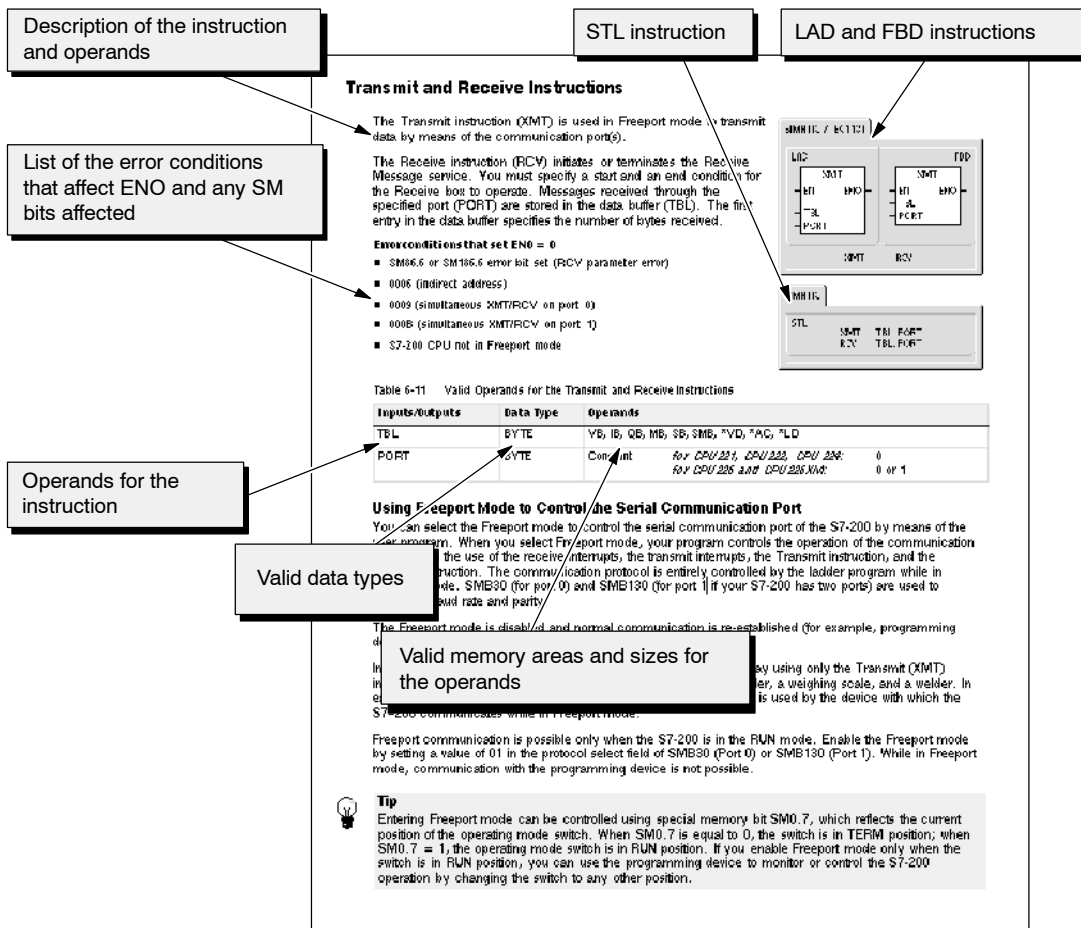 Description of the instruction
and operands
STL instruction
LAD and FBD instructions
Transmit and Receive Instructions
The Transmit instruction (XMT) is used in Freeport mode to transmit
data by means of the communication port(s).
List of the error conditions
that affect ENO and any SM
bits affected
The Receive instruction (RCV) initiates or terminates the Receive
Message service. You must specify a start and an end condition for
the Receive box to operate. Messages received through the
specified port (PORT) are stored in the data buffer (TBL). The first
entry in the data buffer specifies the number of bytes received.
Error conditions that set ENO = 0
■ SM86.6 or SM186.6 error bit set (RCV parameter error)
■ 0006 (indirect address)
■ 0009 (simultaneous XMT/RCV on port 0)
■ 000B (simultaneous XMT/RCV on port 1)
■ S7-200 CPU not in Freeport mode
LAD FBD
XMT XMT
EN ENO EN ENO
TBL
PORT PORT
XMT RCV
STL
XMT TBL, PORT
RCV TBL, PORT
Table 6-11 Valid Operands for the Transmit and Receive Instructions
Inputs/Outputs Data Type Operands
TBL BYTE VB, IB, QB, MB, SB, SMB, *VD, *AC, *LD
PORT BYTE Constant for CPU 221, CPU 222, CPU 224: 0
for CPU 226 and CPU 226XM: 0 or 1
Operands for the
instruction
Using Freeport Mode to Control the Serial Communication Port
You can select the Freeport mode to control the serial communication port of the S7-200 by means of the
user program. When you select Freeport mode, your program controls the operation of the communication
the use of the receive interrupts, the transmit interrupts, the Transmit instruction, and the
ruction. The communication protocol is entirely controlled by the ladder program while in
ode. SMB30 (for port 0) and SMB130 (for port 1 if your S7-200 has two ports) are used to
aud rate and parity
Valid data types
The Freeport mode is disabled and normal communication is re-established (for example, programming
Valid memory areas and sizes for
the operands
In
ay using only the Transmit (XMT)
in
er, a weighing scale, and a welder. In
is used by the device with which the
S7-200 communicates while in Freeport mode.
Freeport communication is possible only when the S7-200 is in the RUN mode. Enable the Freeport mode
by setting a value of 01 in the protocol select field of SMB30 (Port 0) or SMB130 (Port 1). While in Freeport
mode, communication with the programming device is not possible.
Tip
Entering Freeport mode can be controlled using special memory bit SM0.7, which reflects the current
position of the operating mode switch. When SM0.7 is equal to 0, the switch is in TERM position; when
SM0.7 = 1, the operating mode switch is in RUN position. If you enable Freeport mode only when the
switch is in RUN position, you can use the programming device to monitor or control the S7-200
operation by changing the switch to any other position.